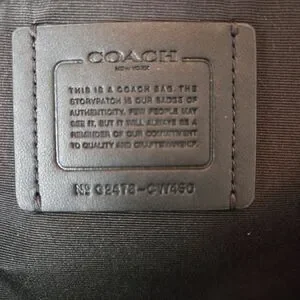 COACH
NEW YORK
THIS IS A COACH BAG. THE
STORYPATCH IS OUR BADGE OF
AUTHENTICITY. FEW PEOPLE MAY
SEE IT. BUT IT WILL ALWAYS BE A
REMINDER OF OUR COMMITMENT
TO QUALITY AND CRAFTSMANSHIP.
Nº G2478-CW450